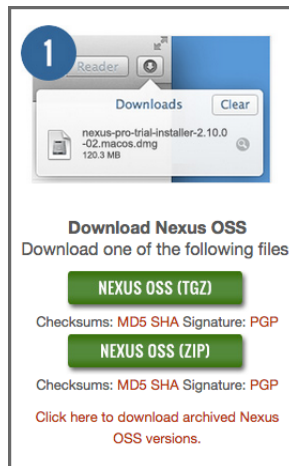 1
Reader
Downloads
Clear
nexus-pro-trial-installer-2.10.0
-02.macos.dmg
120.3 MB
Download Nexus OSS
Download one of the following files
NEXUS OSS (TGZ)
Checksums: MD5 SHA Signature: PGP
NEXUS OSS (ZIP)
Checksums: MD5 SHA Signature: PGP
Click here to download archived Nexus
OSS versions.